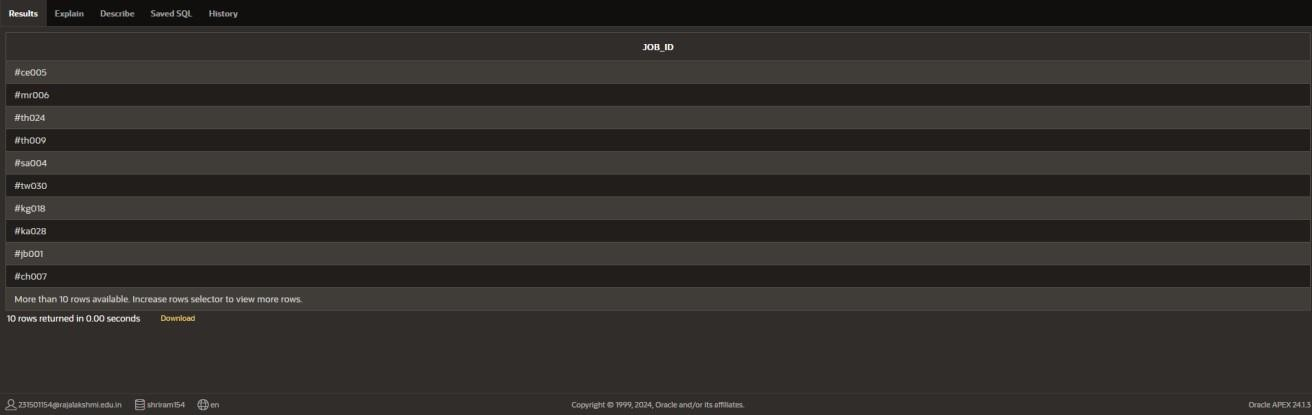 Results Explain Describe Saved SQL History
JOB_ID
#ce005
#mr006
#th024
#th009
#sa004
#tw030
#kg018
#ka028
#jb001
#ch007
More than 10 rows available. Increase rows selector to view more rows.
10 rows returned in 0.00 seconds Download
231501154@rajalakshmi.edu.in shriram154 en Copyright © 1999, 2024, Oracle and/or its affiliates. Oracle APEX 24.1.3